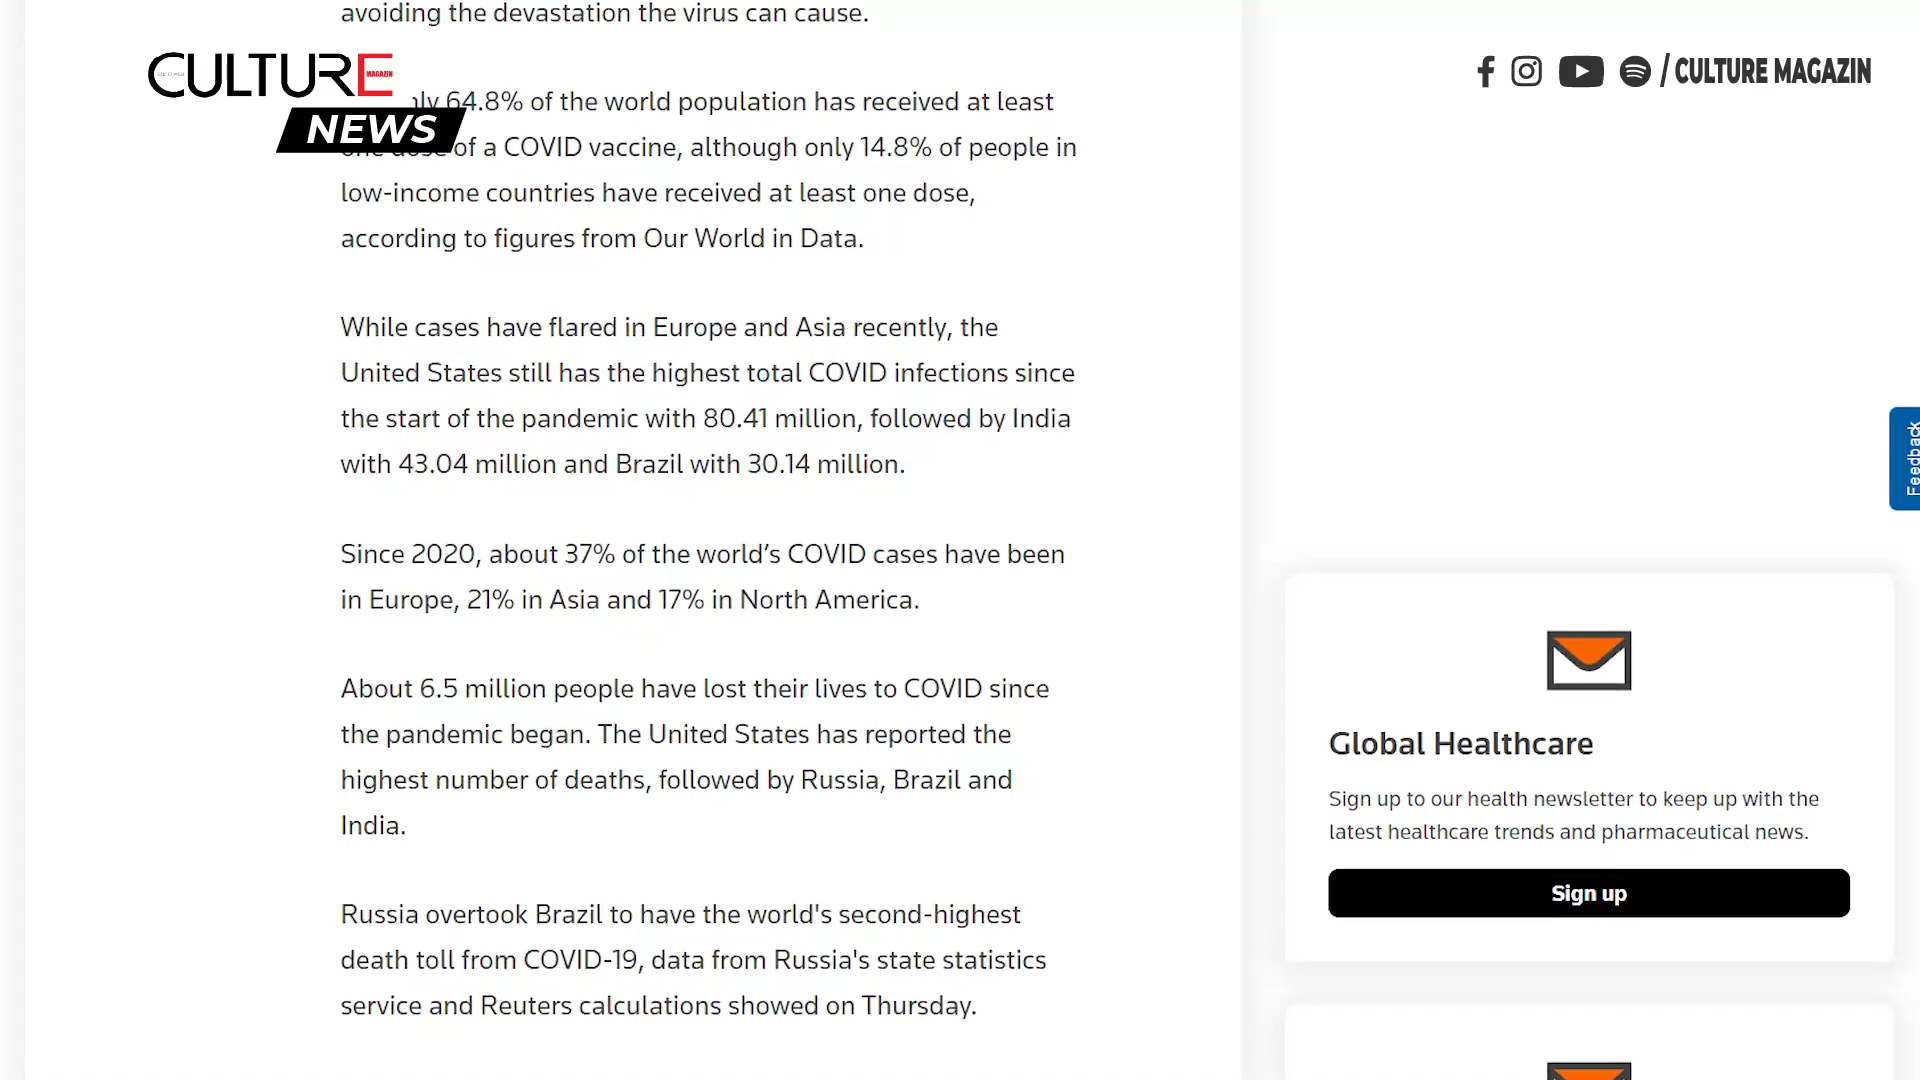 avoiding the devastation the virus can cause.
CULTURE
MAGAZIN
NEWS
/ CULTURE MAGAZIN
64.8% of the world population has received at least
of a COVID vaccine, although only 14.8% of people in
low-income countries have received at least one dose,
according to figures from Our World in Data.
While cases have flared in Europe and Asia recently, the
United States still has the highest total COVID infections since
the start of the pandemic with 80.41 million, followed by India
with 43.04 million and Brazil with 30.14 million.
Since 2020, about 37% of the world’s COVID cases have been
in Europe, 21% in Asia and 17% in North America.
About 6.5 million people have lost their lives to COVID since
the pandemic began. The United States has reported the
highest number of deaths, followed by Russia, Brazil and
India.
Russia overtook Brazil to have the world's second-highest
death toll from COVID-19, data from Russia's state statistics
service and Reuters calculations showed on Thursday.
Feedback
Global Healthcare
Sign up to our health newsletter to keep up with the
latest healthcare trends and pharmaceutical news.
Sign up